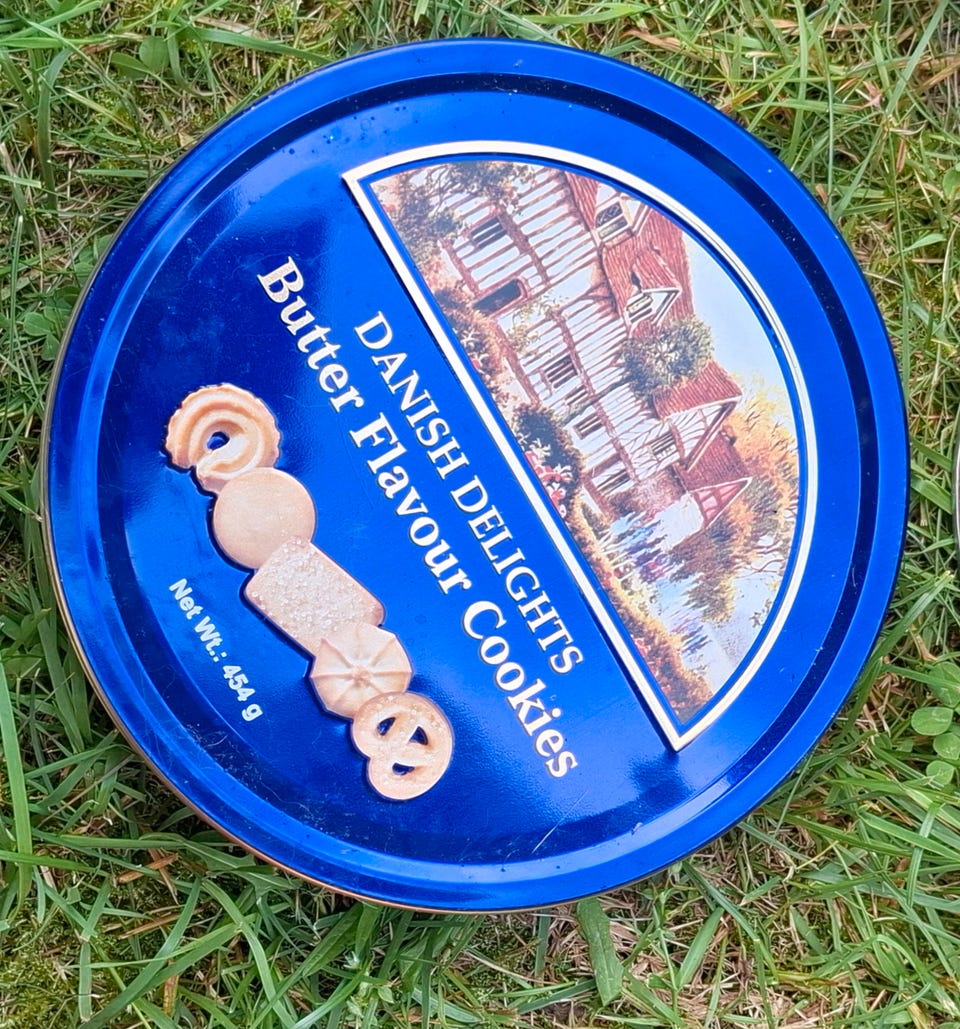 DANISH DELIGHTS
Butter Flavour Cookies
Net Wt.: 454 g